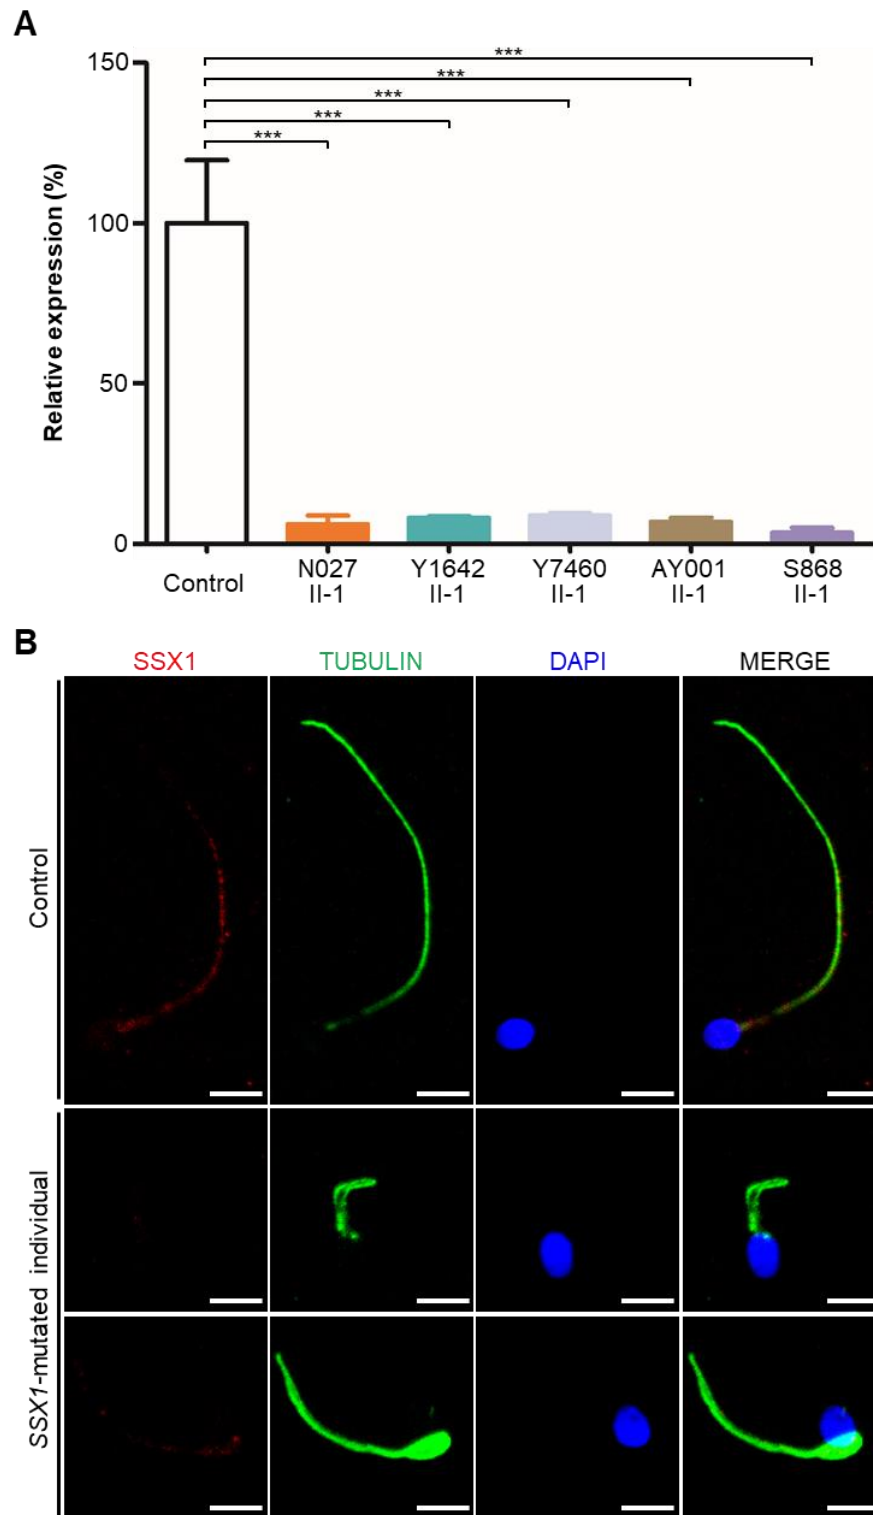 A
150
100
50
0
Relative expression (%)
***
***
***
***
***
Control
N027
II-1
Y1642
II-1
Y7460
II-1
AY001
II-1
S868
II-1
B
SSX1
TUBULIN
DAPI
MERGE
Control
SSX1-mutated individual